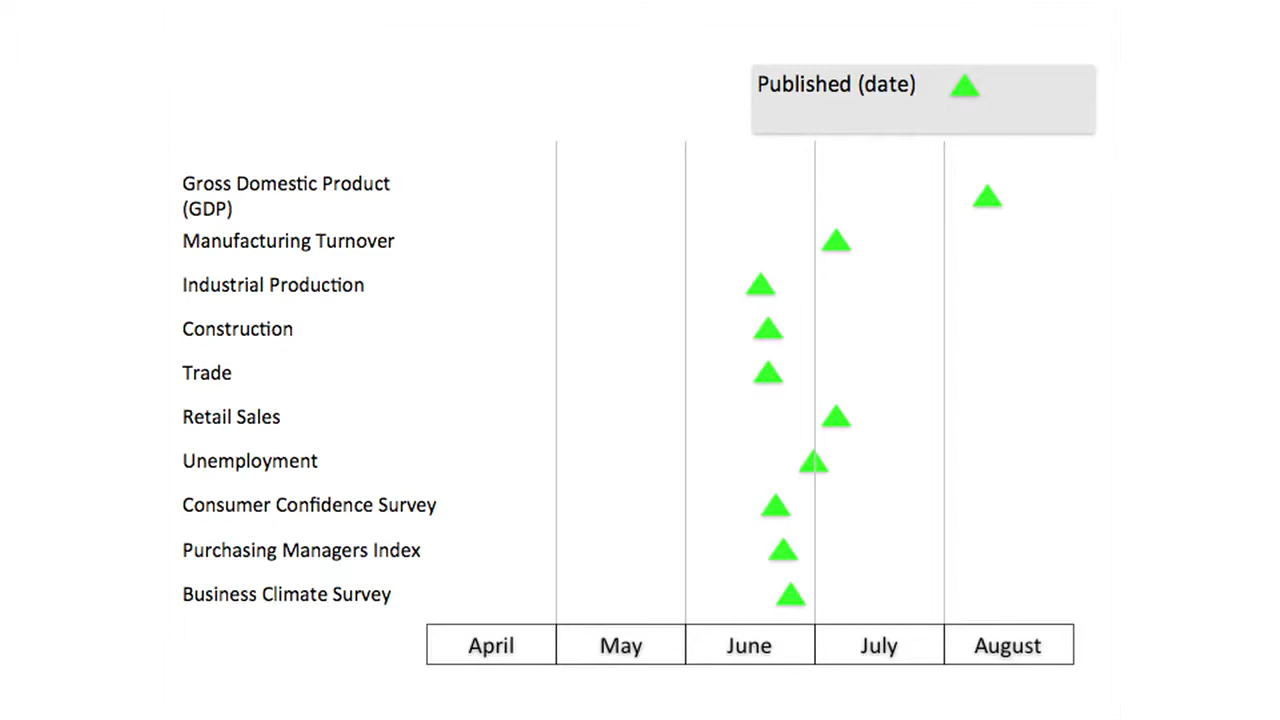 Published (date)
Gross Domestic Product
(GDP)
Manufacturing Turnover
Industrial Production
Construction
Trade
Retail Sales
Unemployment
Consumer Confidence Survey
Purchasing Managers Index
Business Climate Survey
April May June July August